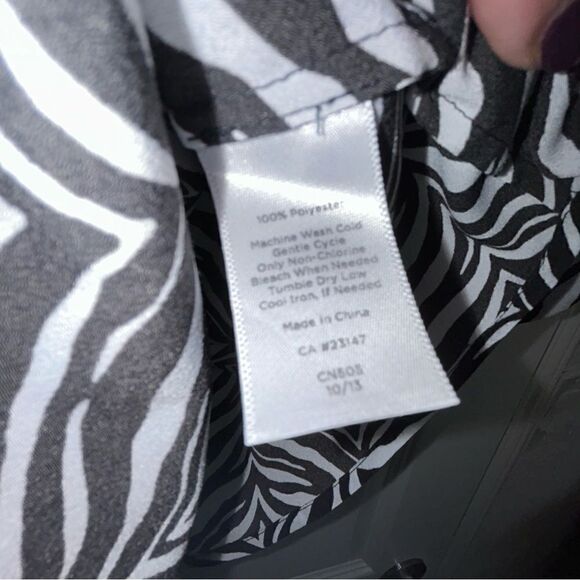 100% Polyester
Machine Wash Cold
Gentle Cycle
Only Non-Chlorine
Bleach When Needed
Tumble Dry Low
Cool Iron, If Needed
Made in China
CA #23147
CN505
10/13